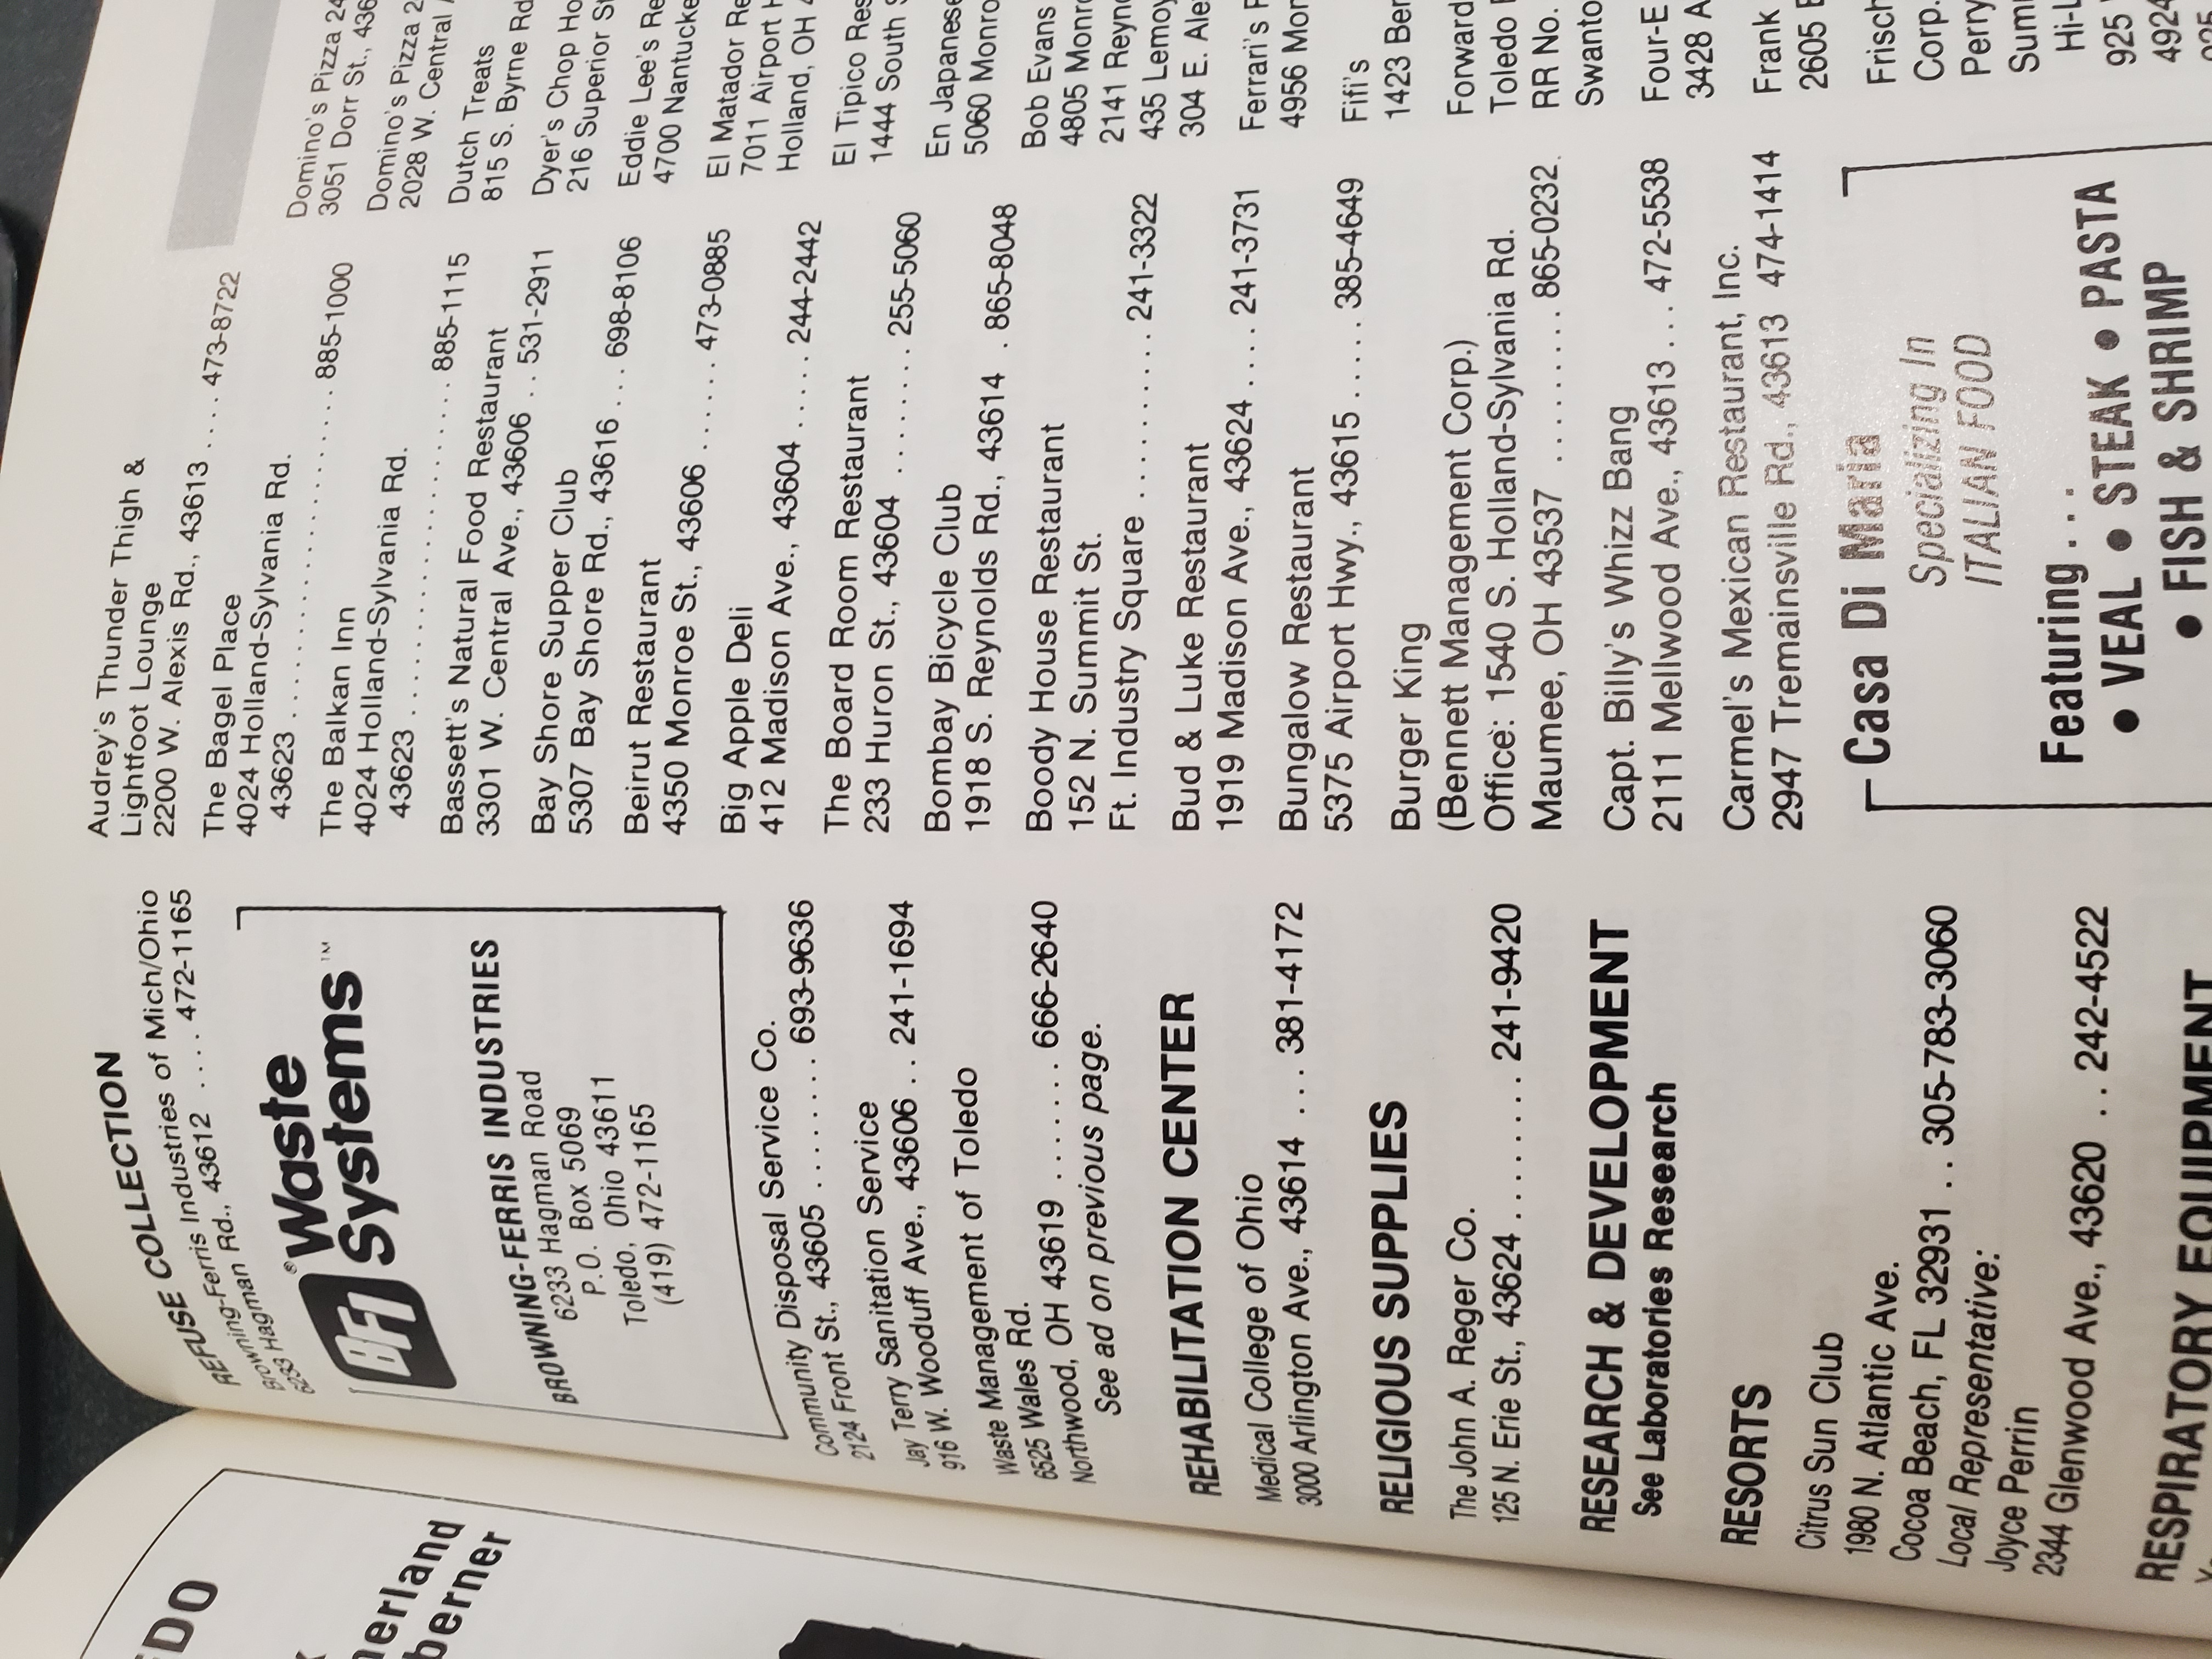 DO
nerland
berner
REFUSE COLLECTION
Browning-Ferris Industries of Mich/Ohio
6233 Hagman Rd., 43612 .... 472-1165
BFI® Waste
Systems™
BROWNING-FERRIS INDUSTRIES
6233 Hagman Road
P.O. Box 5069
Toledo, Ohio 43611
(419) 472-1165
Community Disposal Service Co.
2124 Front St., 43605 ........ 693-9636
Jay Terry Sanitation Service
916 W. Wooduff Ave., 43606 .. 241-1694
Waste Management of Toledo
6525 Wales Rd.
Northwood, OH 43619 ....... 666-2640
See ad on previous page.
REHABILITATION CENTER
Medical College of Ohio
3000 Arlington Ave., 43614 ... 381-4172
RELIGIOUS SUPPLIES
The John A. Reger Co.
125 N. Erie St., 43624 ......... 241-9420
RESEARCH & DEVELOPMENT
See Laboratories Research
RESORTS
Citrus Sun Club
1980 N. Atlantic Ave.
Cocoa Beach, FL 32931 .. 305-783-3060
Local Representative:
Joyce Perrin
2344 Glenwood Ave., 43620 .. 242-4522
RESPIRATORY EQUIPMENT
Audrey's Thunder Thigh &
Lightfoot Lounge
2200 W. Alexis Rd., 43613 .... 473-8722
The Bagel Place
4024 Holland-Sylvania Rd.
43623 ........................ 885-1000
The Balkan Inn
4024 Holland-Sylvania Rd.
43623 ........................ 885-1115
Bassett's Natural Food Restaurant
3301 W. Central Ave., 43606 .. 531-2911
Bay Shore Supper Club
5307 Bay Shore Rd., 43616 ... 698-8106
Beirut Restaurant
4350 Monroe St., 43606 ...... 473-0885
Big Apple Deli
412 Madison Ave., 43604 ..... 244-2442
The Board Room Restaurant
233 Huron St., 43604 ........ 255-5060
Bombay Bicycle Club
1918 S. Reynolds Rd., 43614 . 865-8048
Boody House Restaurant
152 N. Summit St.
Ft. Industry Square .......... 241-3322
Bud & Luke Restaurant
1919 Madison Ave., 43624 .... 241-3731
Bungalow Restaurant
5375 Airport Hwy., 43615 ..... 385-4649
Burger King
(Bennett Management Corp.)
Office: 1540 S. Holland-Sylvania Rd.
Maumee, OH 43537 ........ 865-0232
Capt. Billy's Whizz Bang
2111 Mellwood Ave., 43613 ... 472-5538
Carmel's Mexican Restaurant, Inc.
2947 Tremainsville Rd., 43613 474-1414
Casa Di Maria
Specializing In
ITALIAN FOOD
Featuring ...
• VEAL • STEAK • PASTA
• FISH & SHRIMP
Domino's Pizza 24
3051 Dorr St., 436
Domino's Pizza 2
2028 W. Central
Dutch Treats
815 S. Byrne Rd
Dyer's Chop Ho
216 Superior St
Eddie Lee's Re
4700 Nantucke
El Matador Re
7011 Airport H
Holland, OH 4
El Tipico Res
1444 South S
En Japanese
5060 Monro
Bob Evans
4805 Monr
2141 Reyn
435 Lemoy
304 E. Ale
Ferrari's F
4956 Mon
Fifi's
1423 Ber
Forward
Toledo
RR No.
Swanto
Four-E
3428 A
Frank
2605 E
Frisch
Corp.
Perry
Sum
Hi-L
925
4924